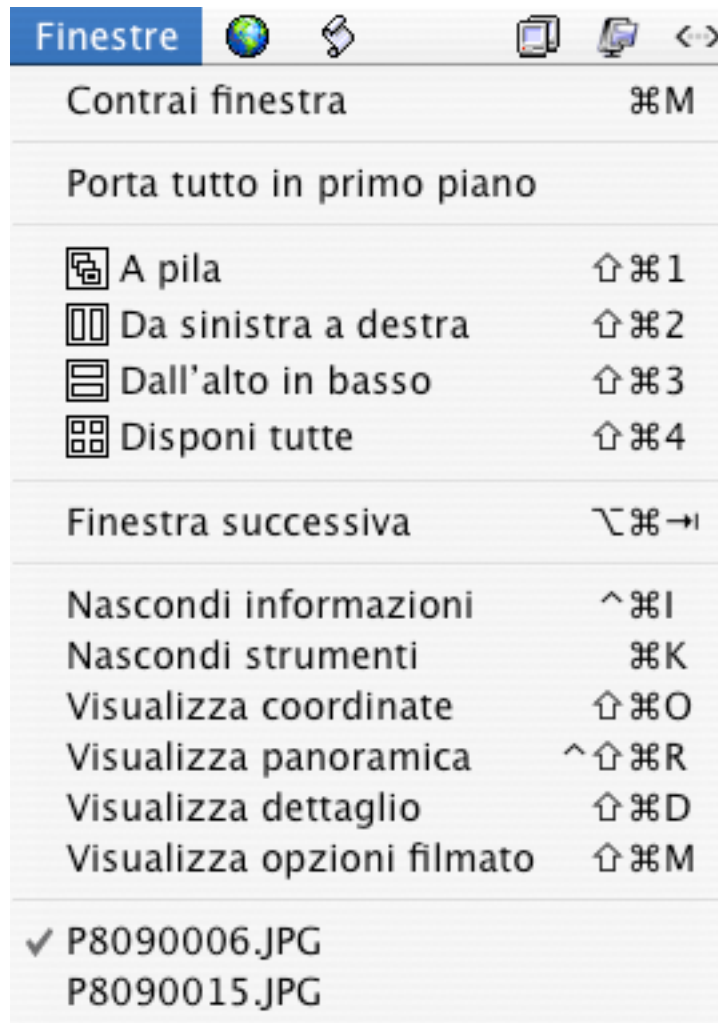 Finestre
Contrai finestra ⌘M
Porta tutto in primo piano
A pila ⇧⌘1
Da sinistra a destra ⇧⌘2
Dall'alto in basso ⇧⌘3
Disponi tutte ⇧⌘4
Finestra successiva ⌥⌘⇥
Nascondi informazioni ^⌘I
Nascondi strumenti ⌘K
Visualizza coordinate ⇧⌘O
Visualizza panoramica ^⇧⌘R
Visualizza dettaglio ⇧⌘D
Visualizza opzioni filmato ⇧⌘M
✓ P8090006.JPG
P8090015.JPG